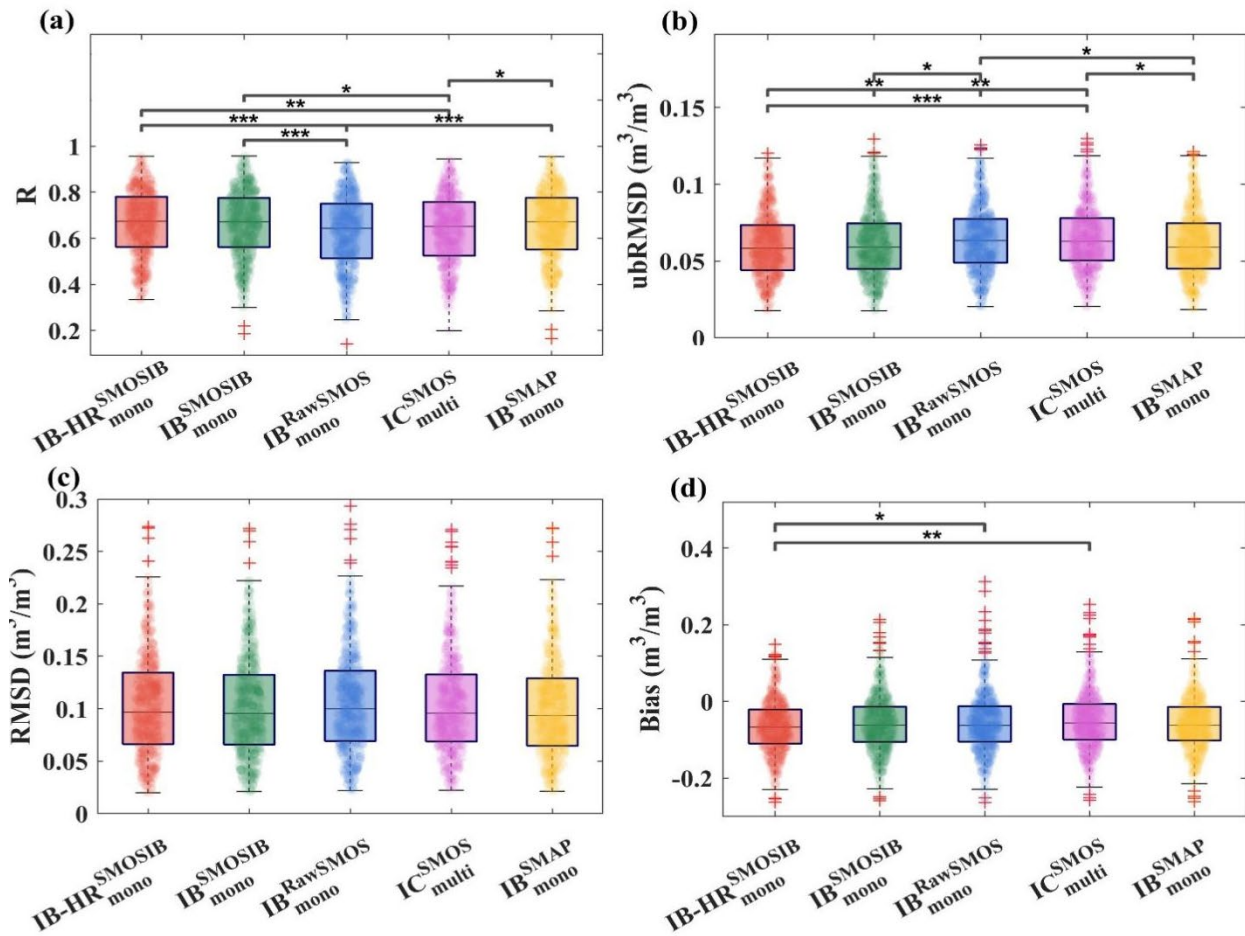 (a)
*
*
**
***
***
***
1
0.8
0.6
0.4
0.2
R
IB-HR^SMOSIB_mono
IB^SMOSIB_mono
IB^RawSMOS_mono
IC^SMOS_multi
IB^SMAP_mono
(b)
*
*
*
**
**
***
0.15
0.1
0.05
0
ubRMSD (m³/m³)
IB-HR^SMOSIB_mono
IB^SMOSIB_mono
IB^RawSMOS_mono
IC^SMOS_multi
IB^SMAP_mono
(c)
0.3
0.25
0.2
0.15
0.1
0.05
0
RMSD (m³/m³)
IB-HR^SMOSIB_mono
IB^SMOSIB_mono
IB^RawSMOS_mono
IC^SMOS_multi
IB^SMAP_mono
(d)
*
**
0.4
0.2
0
-0.2
Bias (m³/m³)
IB-HR^SMOSIB_mono
IB^SMOSIB_mono
IB^RawSMOS_mono
IC^SMOS_multi
IB^SMAP_mono